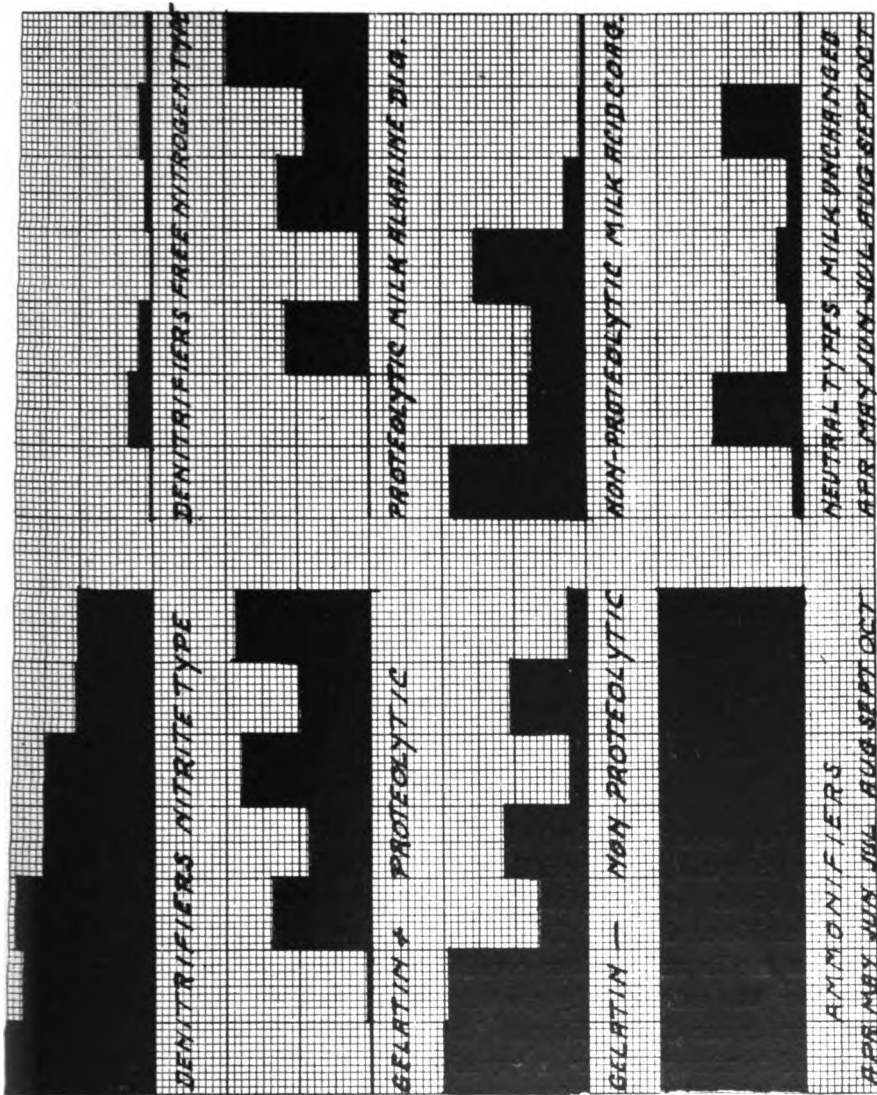 DENITRIFIERS NITRITE TYPE
GELATIN + PROTEOLYTIC
GELATIN — NON PROTEOLYTIC
AMMONIFIERS
APR MAY JUN JUL AUG SEPT OCT
DENITRIFIERS FREE NITROGEN TYPE
PROTEOLYTIC MILK ALKALINE DIG.
NON-PROTEOLYTIC MILK ACID COAG.
NEUTRAL TYPES MILK UNCHANGED
APR MAY JUN JUL AUG SEPT OCT